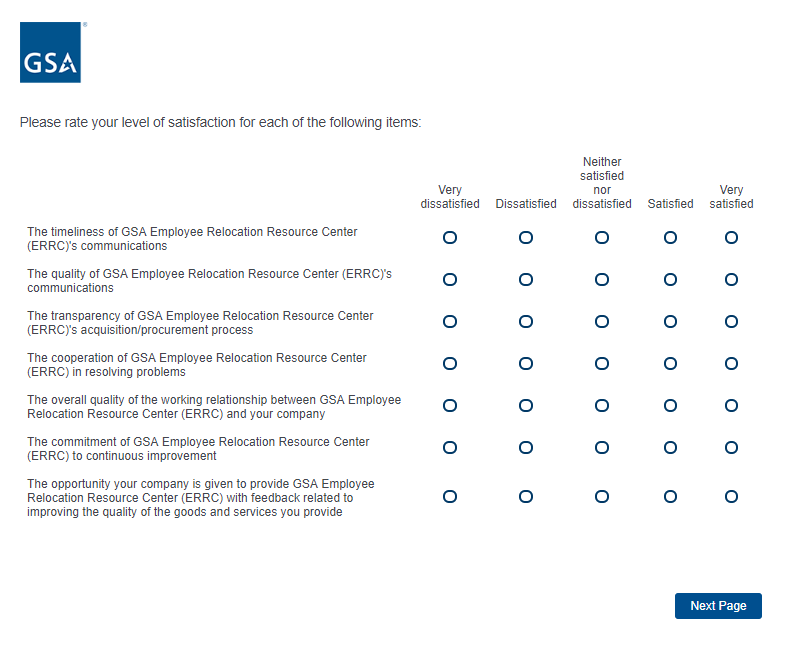 GSA
Please rate your level of satisfaction for each of the following items:
Very dissatisfied
Dissatisfied
Neither satisfied nor dissatisfied
Satisfied
Very satisfied
The timeliness of GSA Employee Relocation Resource Center
(ERRC)'s communications
The quality of GSA Employee Relocation Resource Center (ERRC)'s
communications
The transparency of GSA Employee Relocation Resource Center
(ERRC)'s acquisition/procurement process
The cooperation of GSA Employee Relocation Resource Center
(ERRC) in resolving problems
The overall quality of the working relationship between GSA Employee
Relocation Resource Center (ERRC) and your company
The commitment of GSA Employee Relocation Resource Center
(ERRC) to continuous improvement
The opportunity your company is given to provide GSA Employee
Relocation Resource Center (ERRC) with feedback related to
improving the quality of the goods and services you provide
Next Page